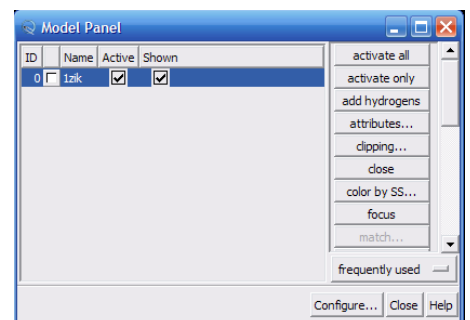 Model Panel
ID Name Active Shown
0 1zik
activate all
activate only
add hydrogens
attributes...
clipping...
close
color by SS...
focus
match...
frequently used
Configure... Close Help